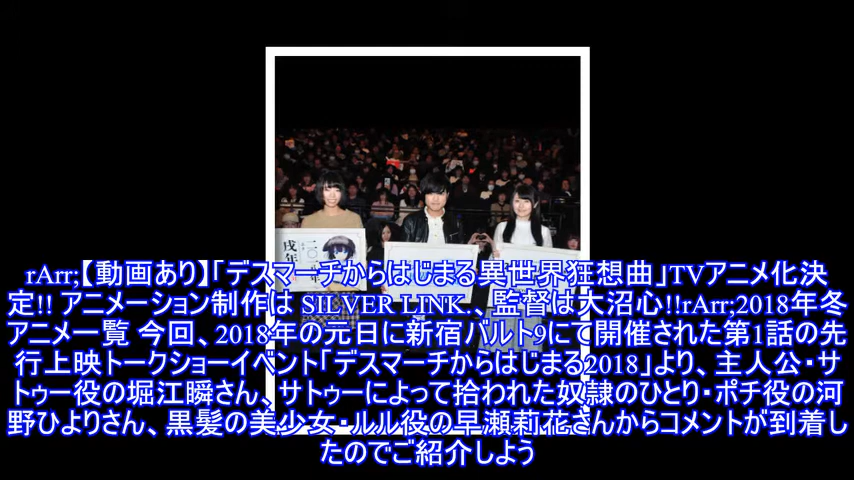 二〇一八年
戌年
rArr;【動画あり】「デスマーチからはじまる異世界狂想曲」TVアニメ化決
定!! アニメーション制作は SILVER LINK.、監督は大沼心!!rArr;2018年冬
アニメ一覧 今回、2018年の元日に新宿バルト9にて開催された第1話の先
行上映トークショーイベント「デスマーチからはじまる2018」より、主人公・サ
トゥー役の堀江瞬さん、サトゥーによって拾われた奴隷のひとり・ポチ役の河
野ひよりさん、黒髪の美少女・ルル役の早瀬莉花さんからコメントが到着し
たのでご紹介しよう